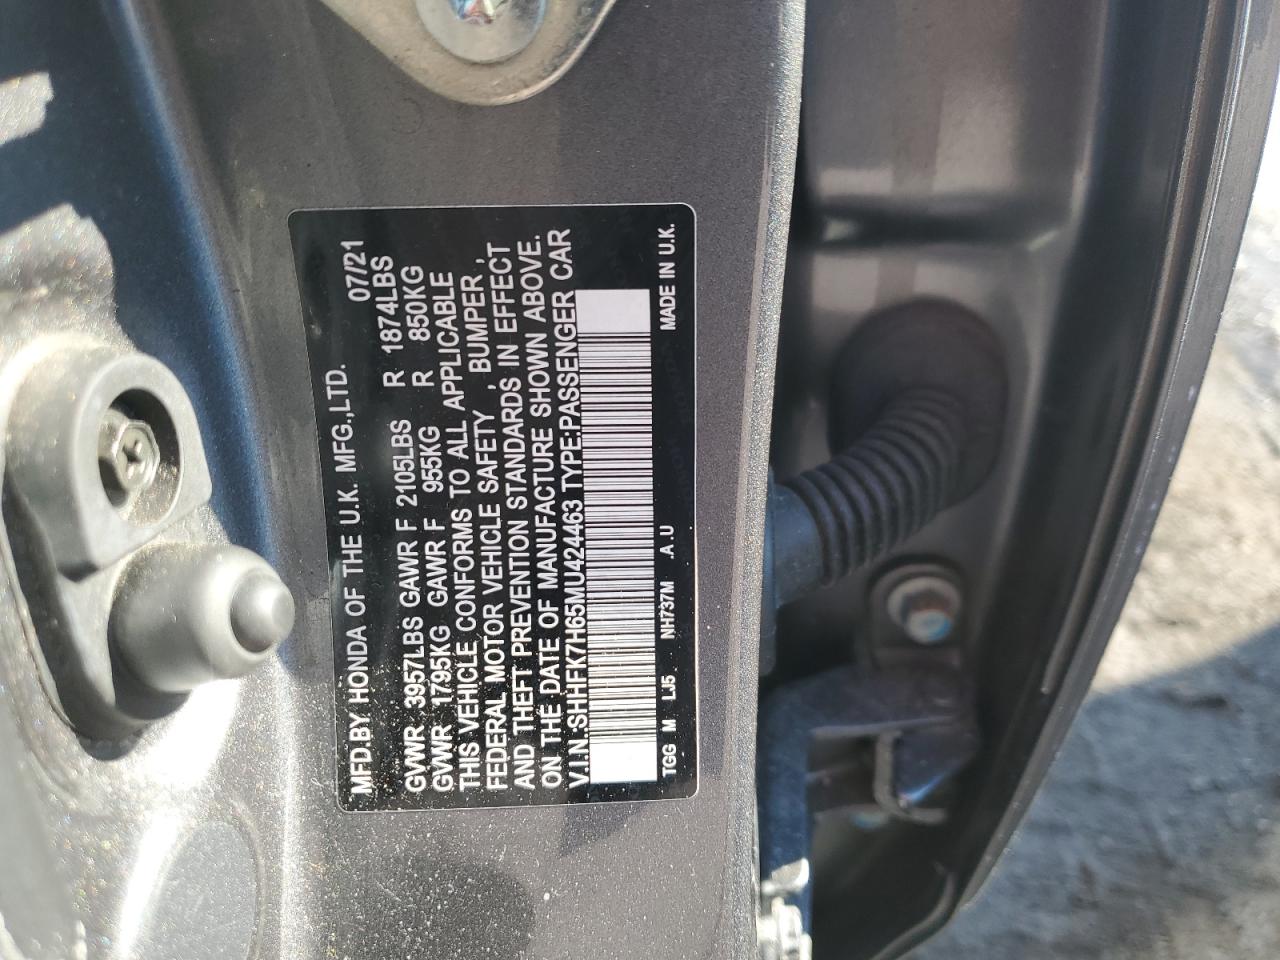 MFD.BY HONDA OF THE U.K. MFG.,LTD. 07/21
GVWR 3957LBS GAWR F 2105LBS R 1874LBS
GVWR 1795KG GAWR F 955KG R 850KG
THIS VEHICLE CONFORMS TO ALL APPLICABLE
FEDERAL MOTOR VEHICLE SAFETY , BUMPER ,
AND THEFT PREVENTION STANDARDS IN EFFECT
ON THE DATE OF MANUFACTURE SHOWN ABOVE.
V.I.N.:SHHFK7H65MU424463 TYPE:PASSENGER CAR
TGG M LJ5 NH737M A.U MADE IN U.K.